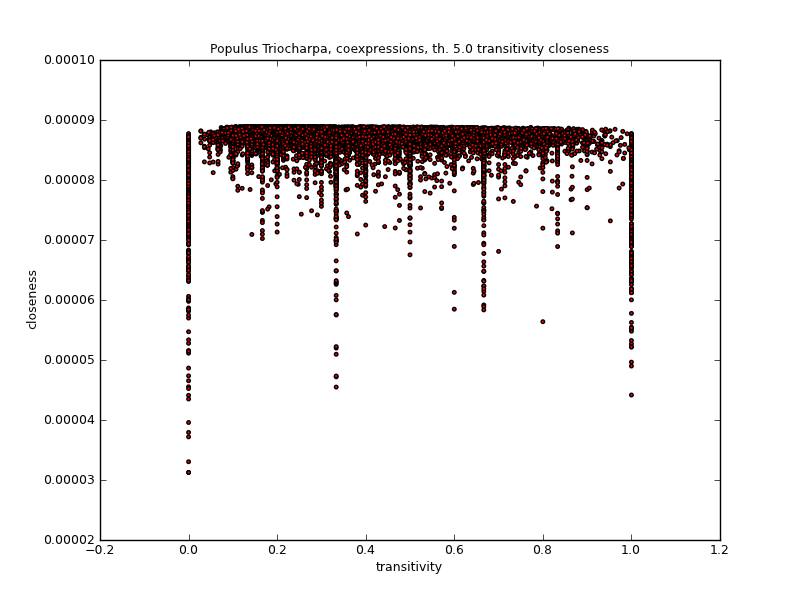 Populus Triocharpa, coexpressions, th. 5.0 transitivity closeness
0.00010
0.00009
0.00008
0.00007
0.00006
0.00005
0.00004
0.00003
0.00002
closeness
−0.2 0.0 0.2 0.4 0.6 0.8 1.0 1.2
transitivity